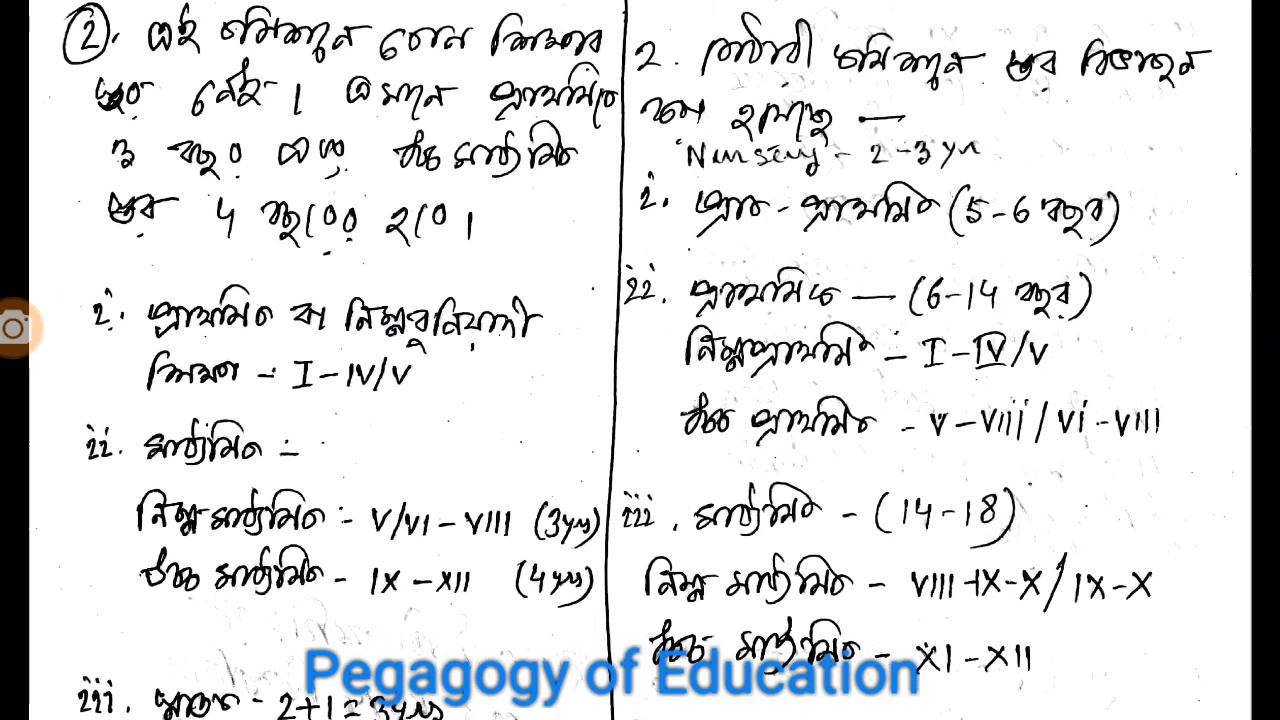 ②. এই কমিশনে কোন শিক্ষার
স্তর নেই। এখানে প্রাথমিকে
বছর এবং উচ্চ মাধ্যমিক
স্তর 4 বছরের হবে।
i. প্রাথমিক বা নিম্নবুনিয়াদী
শিক্ষা - I - IV/V
ii. মাধ্যমিক :-
নিম্ন মাধ্যমিক :- V/VI - VIII (3yrs)
উচ্চ মাধ্যমিক - IX - XII (4yrs)
iii. স্নাতক - 2+1 = 3yrs
2. কোঠারী কমিশনে স্তর বিভাজন
করা হয়েছে —
"Nursery" - 2-3 yr
i. প্রাক - প্রাথমিক (5-6 বছর)
ii. প্রাথমিক — (6-14 বছর)
নিম্নপ্রাথমিক - I - IV/V
উচ্চ প্রাথমিক - V - VIII / VI - VIII
iii. মাধ্যমিক - (14-18)
নিম্ন মাধ্যমিক - VIII - IX - X / IX - X
উচ্চ মাধ্যমিক - XI - XII
Pegagogy of Education